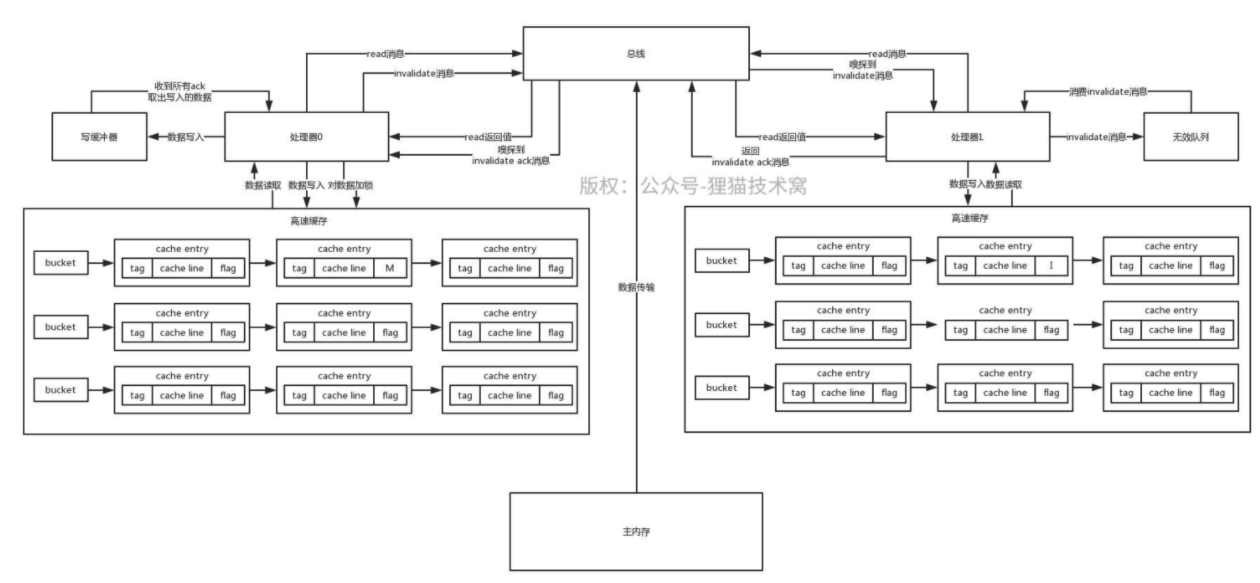 总线
read消息
invalidate消息
read消息
嗅探到
invalidate消息
收到所有ack
取出写入的数据
消费invalidate消息
写缓冲器
数据写入
处理器0
read返回值
嗅探到
invalidate ack消息
read返回值
返回
invalidate ack消息
处理器1
invalidate消息
无效队列
数据读取
数据写入
对数据加锁
版权：公众号-狸猫技术窝
数据写入
数据读取
高速缓存
高速缓存
cache entry
cache entry
cache entry
bucket
tag cache line flag
tag cache line M
tag cache line flag
cache entry
cache entry
cache entry
bucket
tag cache line flag
tag cache line flag
tag cache line flag
cache entry
cache entry
cache entry
bucket
tag cache line flag
tag cache line flag
tag cache line flag
数据传输
cache entry
cache entry
cache entry
bucket
tag cache line flag
tag cache line I
tag cache line flag
cache entry
cache entry
cache entry
bucket
tag cache line flag
tag cache line flag
tag cache line flag
cache entry
cache entry
cache entry
bucket
tag cache line flag
tag cache line flag
tag cache line flag
主内存